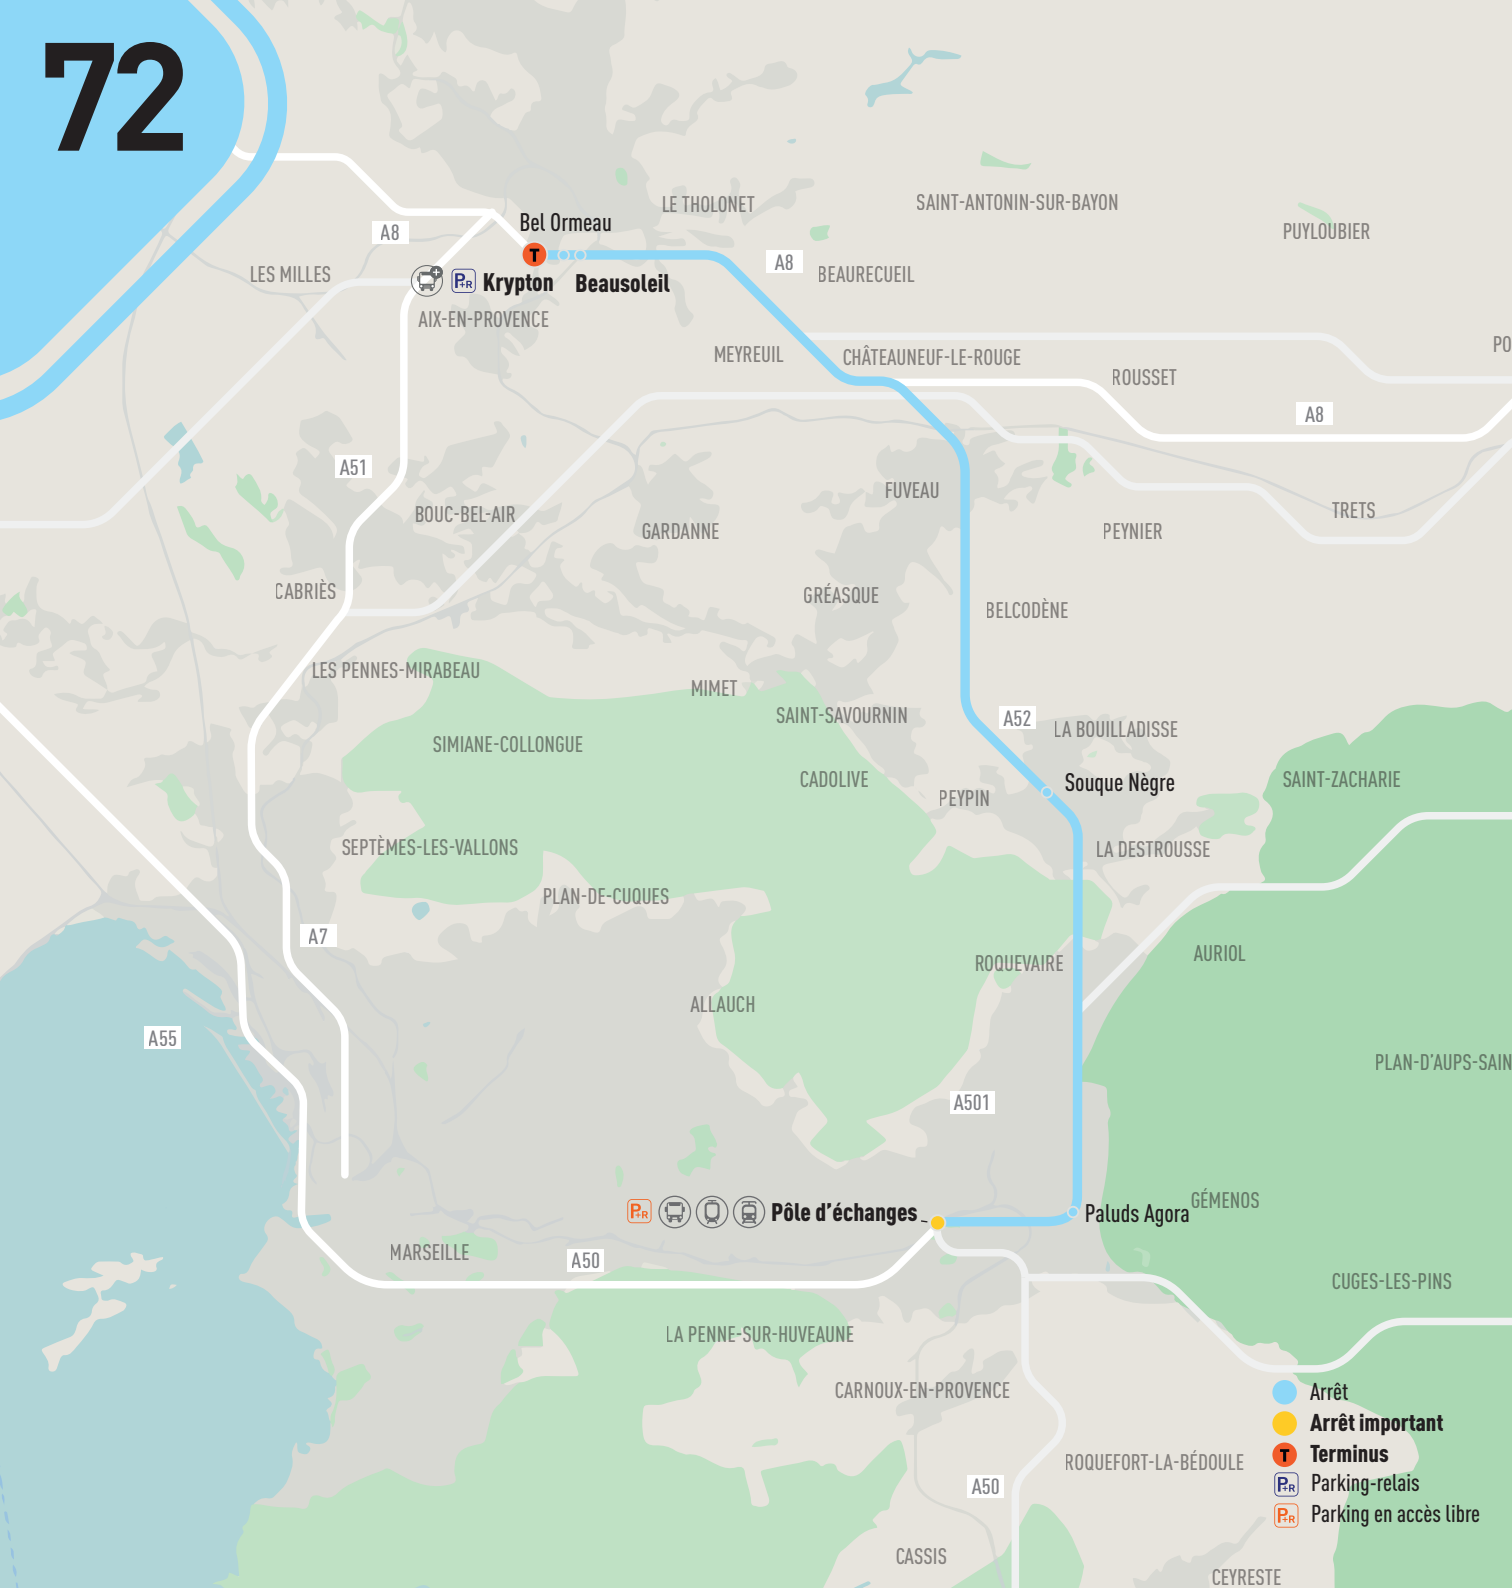 72
LE THOLONET
SAINT-ANTONIN-SUR-BAYON
Bel Ormeau
A8
PUYLOUBIER
LES MILLES
P+R
Krypton
T
Beausoleil
A8
BEAURECUEIL
AIX-EN-PROVENCE
MEYREUIL
CHÂTEAUNEUF-LE-ROUGE
PO
ROUSSET
A8
A51
FUVEAU
BOUC-BEL-AIR
GARDANNE
PEYNIER
TRETS
CABRIÈS
GRÉASQUE
BELCODÈNE
LES PENNES-MIRABEAU
MIMET
SAINT-SAVOURNIN
A52
LA BOUILLADISSE
SIMIANE-COLLONGUE
CADOLIVE
Souque Nègre
SAINT-ZACHARIE
PEYPIN
SEPTÈMES-LES-VALLONS
LA DESTROUSSE
PLAN-DE-CUQUES
A7
ROQUEVAIRE
AURIOL
ALLAUCH
A55
PLAN-D'AUPS-SAIN
A501
P+R
Pôle d'échanges
Paluds Agora
GÉMENOS
MARSEILLE
A50
CUGES-LES-PINS
LA PENNE-SUR-HUVEAUNE
CARNOUX-EN-PROVENCE
ROQUEFORT-LA-BÉDOULE
A50
CASSIS
CEYRESTE
Arrêt
Arrêt important
T Terminus
P+R Parking-relais
P+R Parking en accès libre